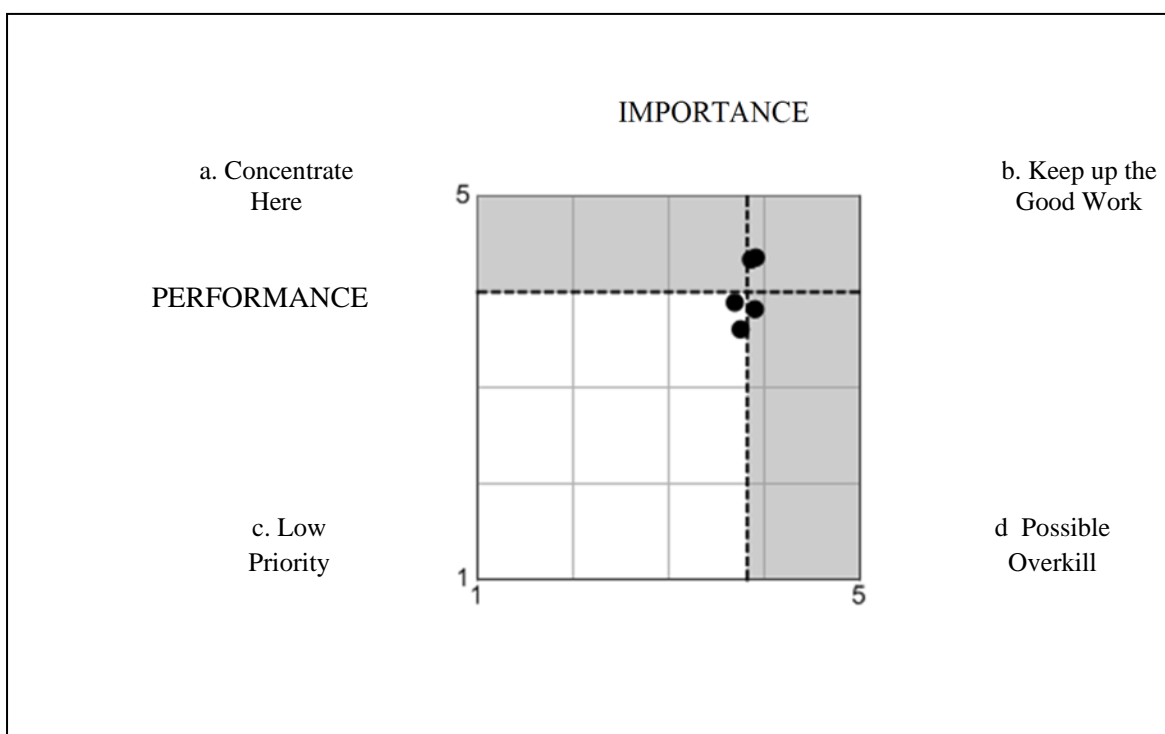 IMPORTANCE
a. Concentrate
Here
b. Keep up the
Good Work
5
PERFORMANCE
c. Low
Priority
d Possible
Overkill
1
1
5